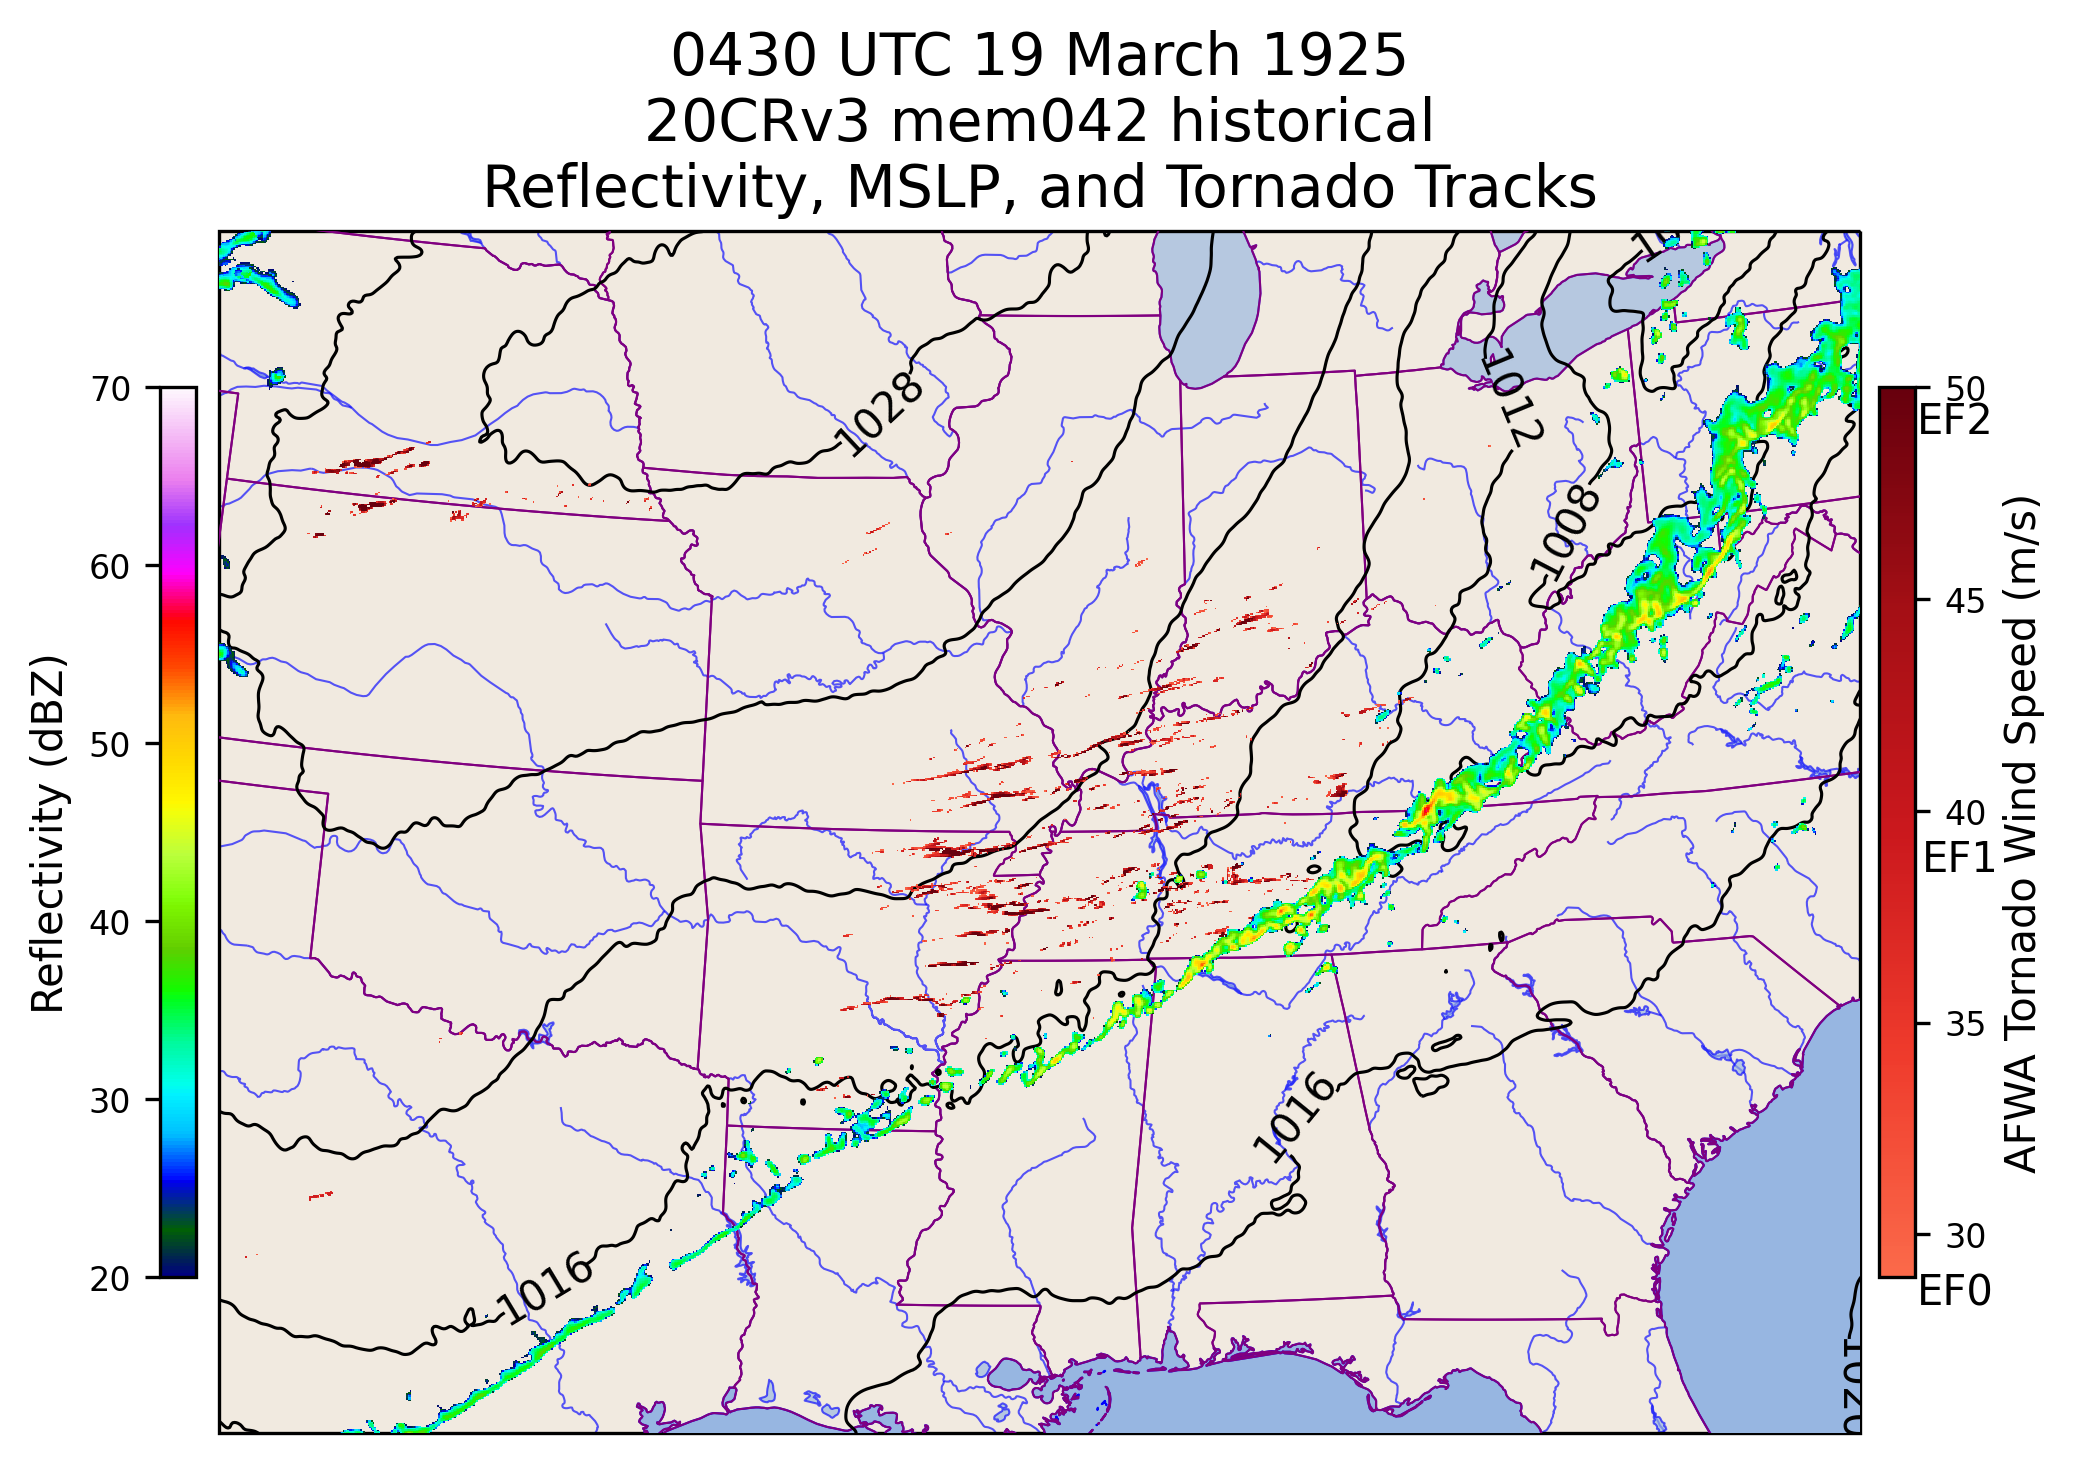 0430 UTC 19 March 1925
20CRv3 mem042 historical
Reflectivity, MSLP, and Tornado Tracks
70
60
50
40
30
20
Reflectivity (dBZ)
1028
1012
1008
1016
1016
1020
50
EF2
45
40
EF1
35
30
EF0
AFWA Tornado Wind Speed (m/s)